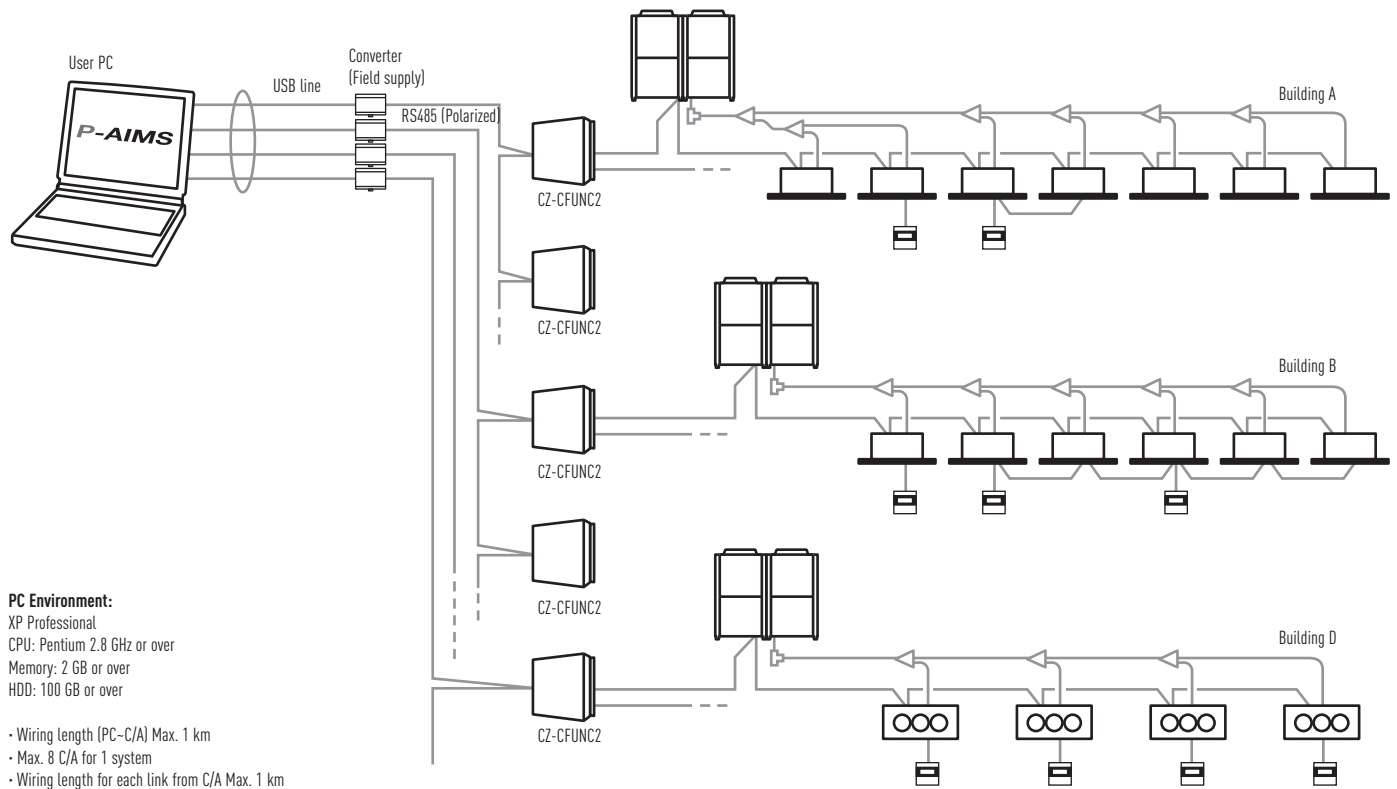 User PC
P-AIMS
USB line
Converter
(Field supply)
RS485 (Polarized)
CZ-CFUNC2
Building A
CZ-CFUNC2
CZ-CFUNC2
Building B
CZ-CFUNC2
CZ-CFUNC2
Building D
PC Environment:
XP Professional
CPU: Pentium 2.8 GHz or over
Memory: 2 GB or over
HDD: 100 GB or over
· Wiring length (PC~C/A) Max. 1 km
· Max. 8 C/A for 1 system
· Wiring length for each link from C/A Max. 1 km